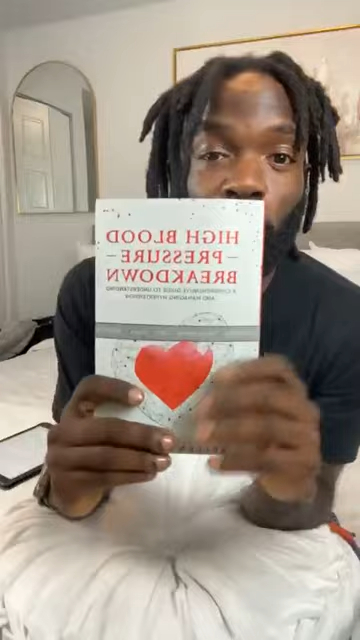 HIGH BLOOD
– PRESSURE –
BREAKDOWN
A COMPREHENSIVE GUIDE TO UNDERSTANDING
AND MANAGING HYPERTENSION